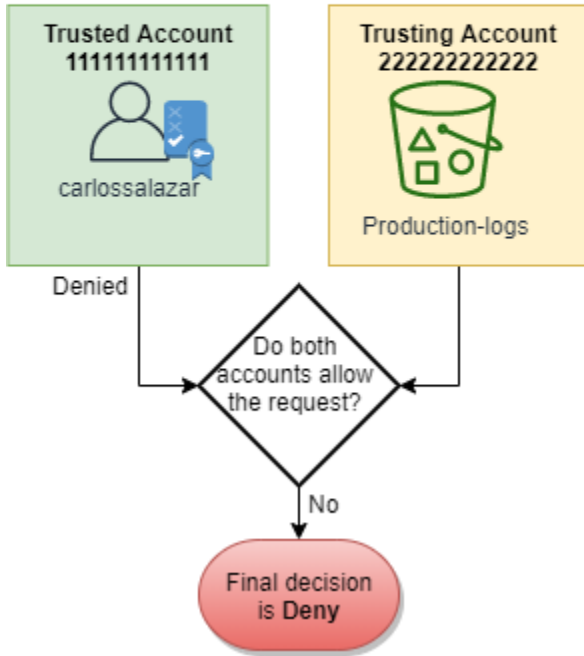 Trusted Account
111111111111
carlossalazar
Trusting Account
222222222222
Production-logs
Denied
Do both
accounts allow
the request?
No
Final decision
is Deny